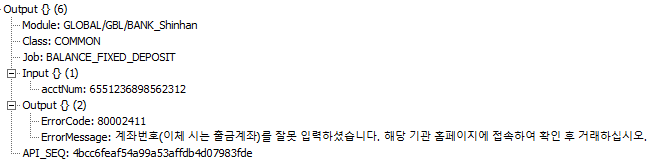 Output {} (6)
Module: GLOBAL/GBL/BANK_Shinhan
Class: COMMON
Job: BALANCE_FIXED_DEPOSIT
Input {} (1)
acctNum: 6551236898562312
Output {} (2)
ErrorCode: 80002411
ErrorMessage: 계좌번호(이체 시는 출금계좌)를 잘못 입력하셨습니다. 해당 기관 홈페이지에 접속하여 확인 후 거래하십시오.
API_SEQ: 4bcc6feaf54a99a53affdb4d07983fde